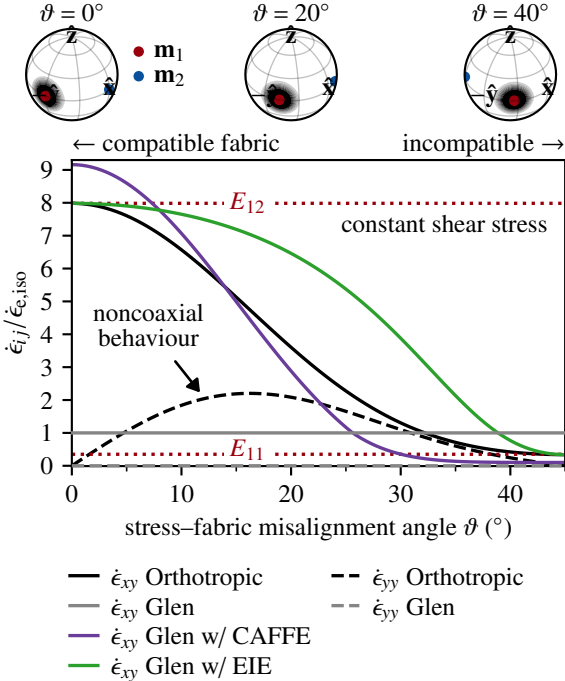 ϑ = 0° ϑ = 20° ϑ = 40°
ẑ ẑ ẑ
m₁
m₂
x̂ x̂ x̂
−ŷ −ŷ −ŷ
← compatible fabric incompatible →
9
8
7
6
5
4
3
2
1
0
ϵ̇ᵢⱼ/ϵ̇ₑ,ᵢₛₒ
E₁₂
constant shear stress
noncoaxial
behaviour
E₁₁
0 10 20 30 40
stress–fabric misalignment angle ϑ (°)
ϵ̇xy Orthotropic ϵ̇yy Orthotropic
ϵ̇xy Glen ϵ̇yy Glen
ϵ̇xy Glen w/ CAFFE
ϵ̇xy Glen w/ EIE